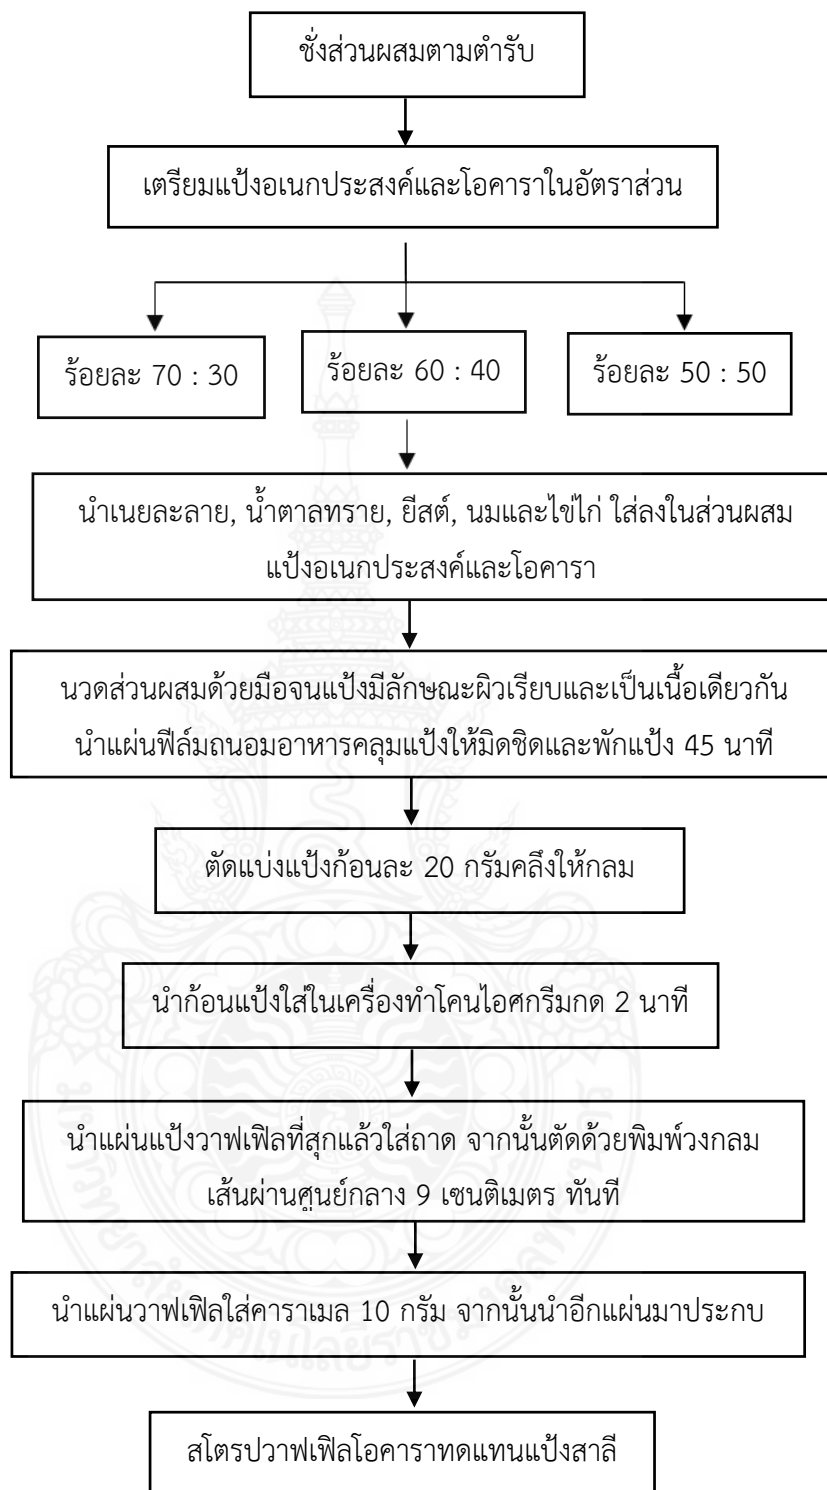 ชั่งส่วนผสมตามตำรับ
เตรียมแป้งอเนกประสงค์และโอคาราในอัตราส่วน
ร้อยละ 70 : 30
ร้อยละ 60 : 40
ร้อยละ 50 : 50
นำเนยละลาย, น้ำตาลทราย, ยีสต์, นมและไข่ไก่ ใส่ลงในส่วนผสม
แป้งอเนกประสงค์และโอคารา
นวดส่วนผสมด้วยมือจนแป้งมีลักษณะผิวเรียบและเป็นเนื้อเดียวกัน
นำแผ่นฟีล์มถนอมอาหารคลุมแป้งให้มิดชิดและพักแป้ง 45 นาที
ตัดแบ่งแป้งก้อนละ 20 กรัมคลึงให้กลม
นำก้อนแป้งใส่ในเครื่องทำโคนไอศกรีมกด 2 นาที
นำแผ่นแป้งวาฟเฟิลที่สุกแล้วใส่ถาด จากนั้นตัดด้วยพิมพ์วงกลม
เส้นผ่านศูนย์กลาง 9 เซนติเมตร ทันที
นำแผ่นวาฟเฟิลใส่คาราเมล 10 กรัม จากนั้นนำอีกแผ่นมาประกบ
สโตรปวาฟเฟิลโอคาราทดแทนแป้งสาลี